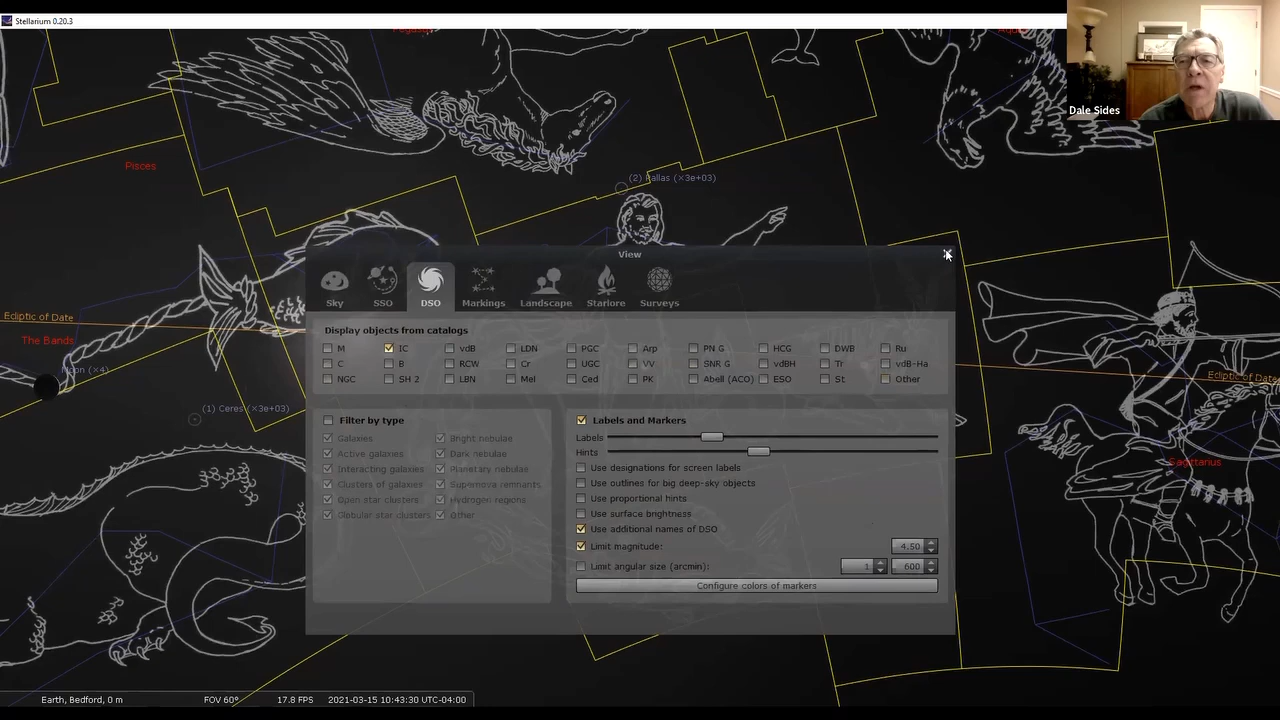 Stellarium 0.20.3
Dale Sides
Pisces
(2) Pallas (×3e+03)
View
Sky SSO DSO Markings Landscape Starlore Surveys
Ecliptic of Date
The Bands
Moon (×4)
(1) Ceres (×3e+03)
Ecliptic of Date
Sagittarius
Display objects from catalogs
M IC vdB LDN PGC Arp PN G HCG DWB Ru
C B RCW Cr UGC VV SNR G vdBH Tr vdB-Ha
NGC SH 2 LBN Mel Ced PK Abell (ACO) ESO St Other
Filter by type
Galaxies Bright nebulae
Active galaxies Dark nebulae
Interacting galaxies Planetary nebulae
Clusters of galaxies Supernova remnants
Open star clusters Hydrogen regions
Globular star clusters Other
Labels and Markers
Labels
Hints
Use designations for screen labels
Use outlines for big deep-sky objects
Use proportional hints
Use surface brightness
Use additional names of DSO
Limit magnitude: 4.50
Limit angular size (arcmin): 1 600
Configure colors of markers
Earth, Bedford, 0 m FOV 60° 17.8 FPS 2021-03-15 10:43:30 UTC-04:00